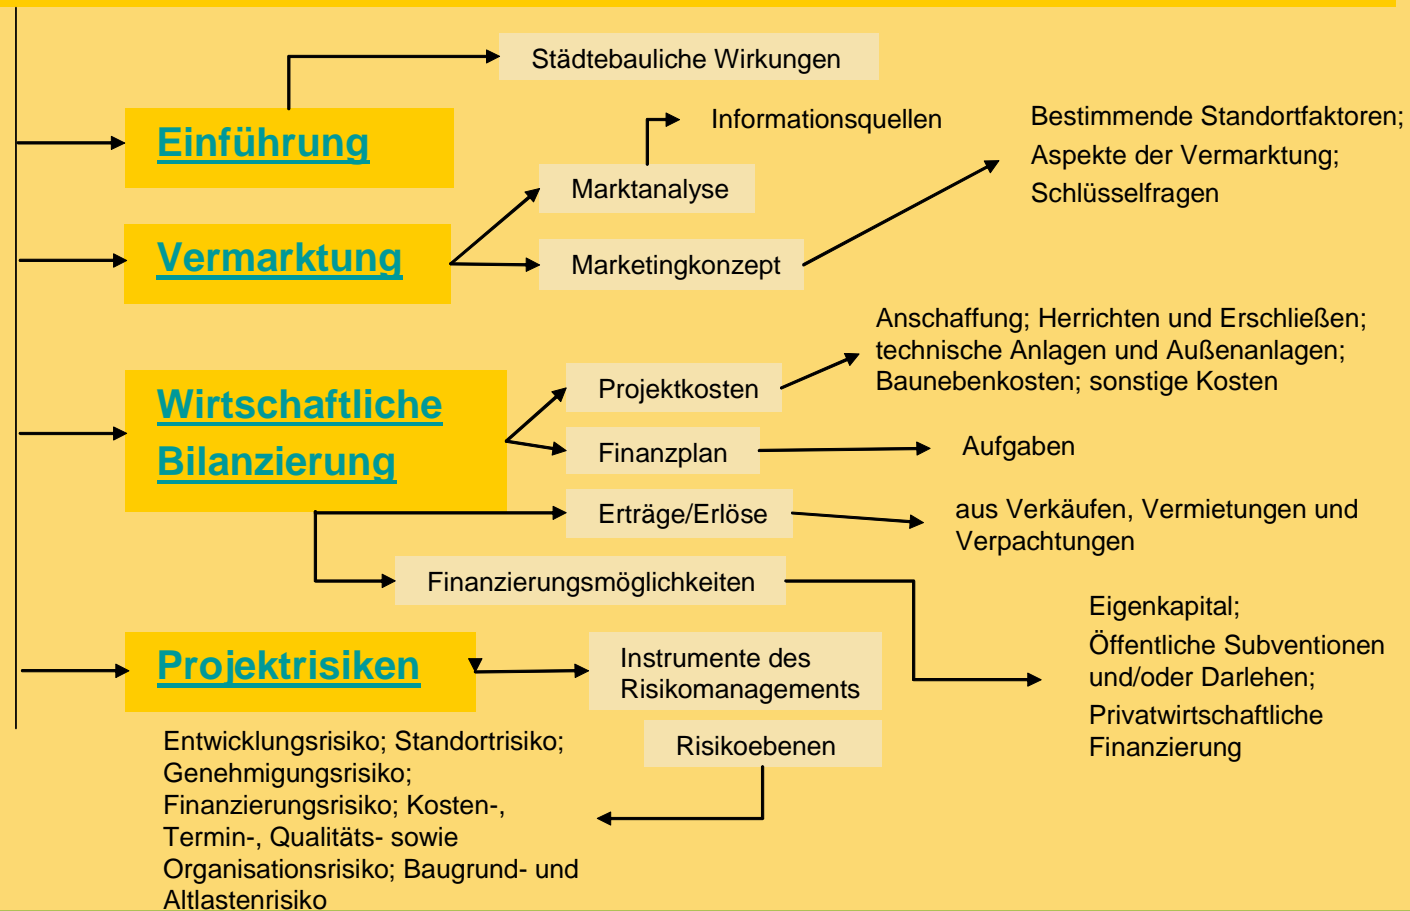 Städtebauliche Wirkungen
Einführung
Informationsquellen
Bestimmende Standortfaktoren;
Aspekte der Vermarktung;
Schlüsselfragen
Marktanalyse
Vermarktung
Marketingkonzept
Anschaffung; Herrichten und Erschließen;
technische Anlagen und Außenanlagen;
Baunebenkosten; sonstige Kosten
Wirtschaftliche
Bilanzierung
Projektkosten
Finanzplan
Aufgaben
Erträge/Erlöse
aus Verkäufen, Vermietungen und
Verpachtungen
Finanzierungsmöglichkeiten
Eigenkapital;
Öffentliche Subventionen
und/oder Darlehen;
Privatwirtschaftliche
Finanzierung
Projektrisiken
Instrumente des
Risikomanagements
Risikoebenen
Entwicklungsrisiko; Standortrisiko;
Genehmigungsrisiko;
Finanzierungsrisiko; Kosten-,
Termin-, Qualitäts- sowie
Organisationsrisiko; Baugrund- und
Altlastenrisiko